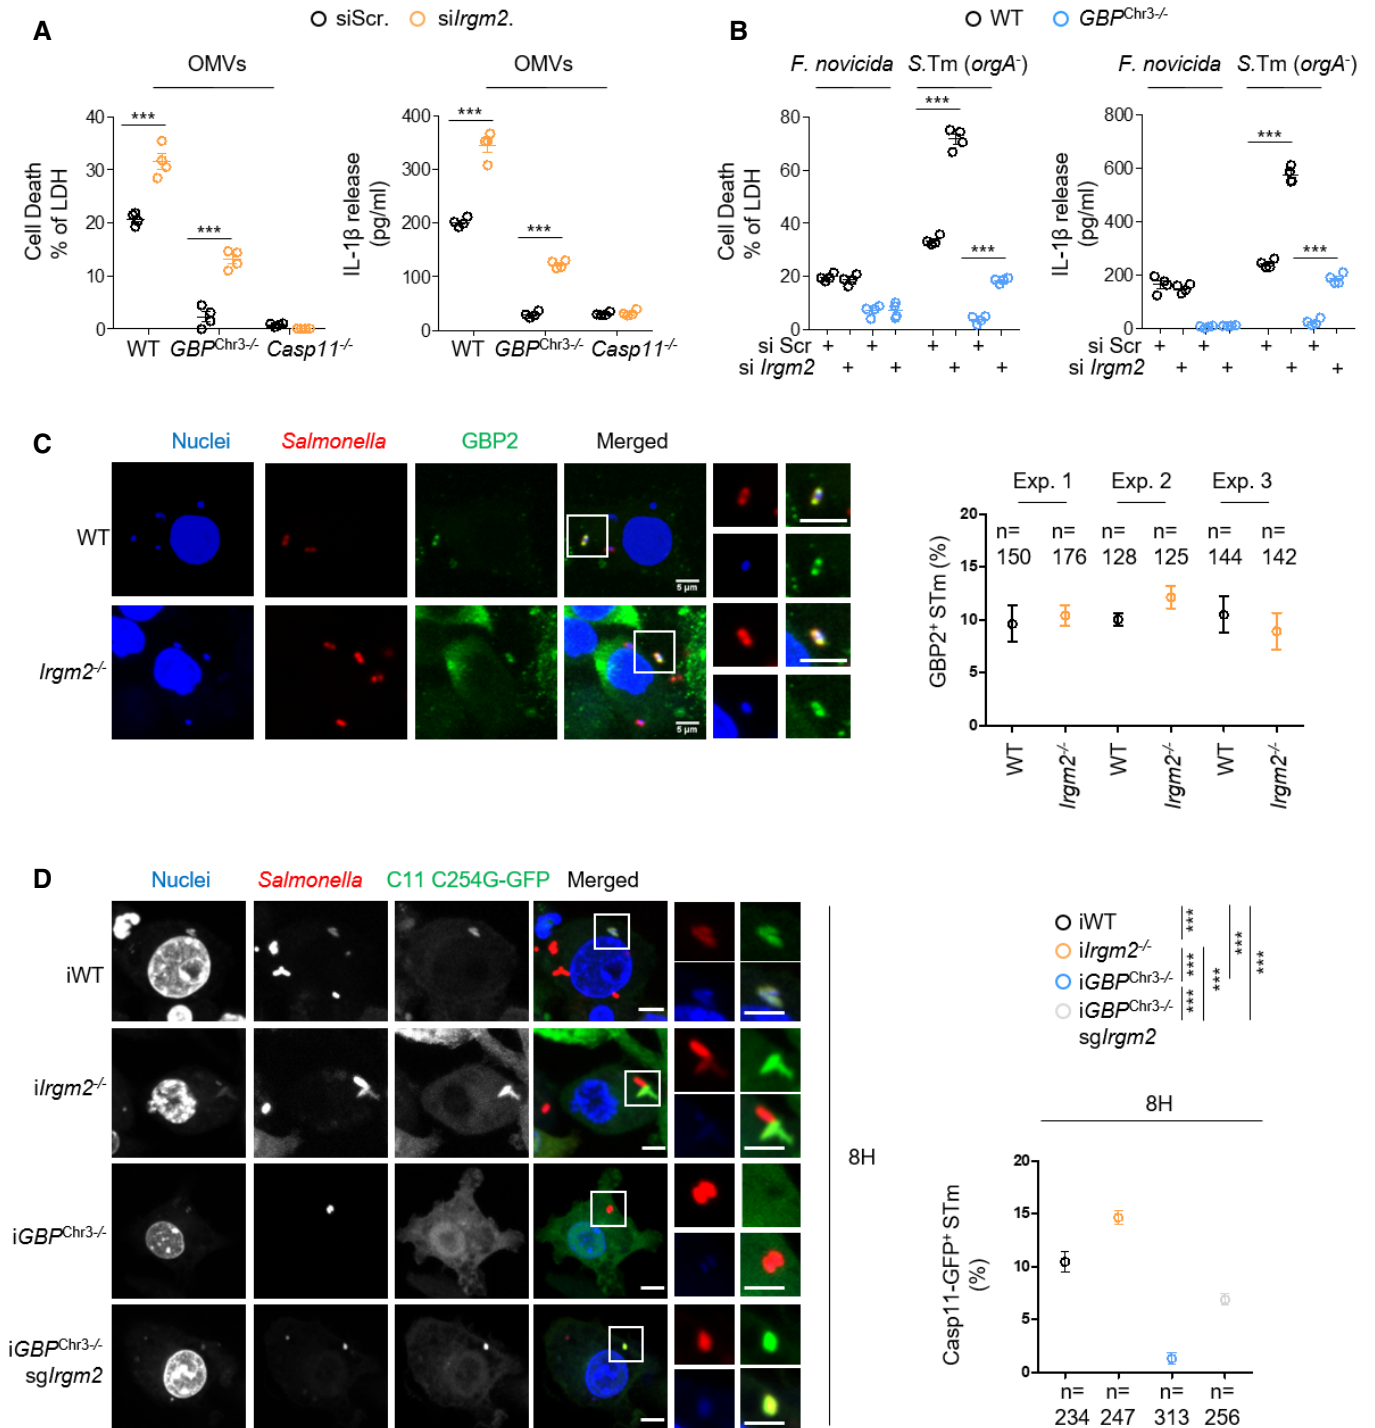 A
siScr. siIrgm2.
OMVs
OMVs
Cell Death
% of LDH
40
30
20
10
0
***
***
WT GBPChr3-/- Casp11-/-
IL-1β release
(pg/ml)
400
300
200
100
0
***
***
WT GBPChr3-/- Casp11-/-
B
WT GBPChr3-/-
F. novicida S.Tm (orgA-)
F. novicida S.Tm (orgA-)
Cell Death
% of LDH
80
60
40
20
0
***
***
si Scr + + + +
si Irgm2 + + + +
IL-1β release
(pg/ml)
800
600
400
200
0
***
***
si Scr + + + +
si Irgm2 + + + +
C
Nuclei Salmonella GBP2 Merged
WT
5 µm
Irgm2-/-
5 µm
Exp. 1 Exp. 2 Exp. 3
GBP2+ STm (%)
20
15
10
5
0
n= n= n= n= n= n=
150 176 128 125 144 142
WT Irgm2-/- WT Irgm2-/- WT Irgm2-/-
D
Nuclei Salmonella C11 C254G-GFP Merged
iWT
iIrgm2-/-
iGBPChr3-/-
iGBPChr3-/-
sgIrgm2
8H
iWT
iIrgm2-/-
iGBPChr3-/-
iGBPChr3-/-
sgIrgm2
***
***
***
***
***
***
8H
Casp11-GFP+ STm
(%)
20
15
10
5
0
n= n= n= n=
234 247 313 256